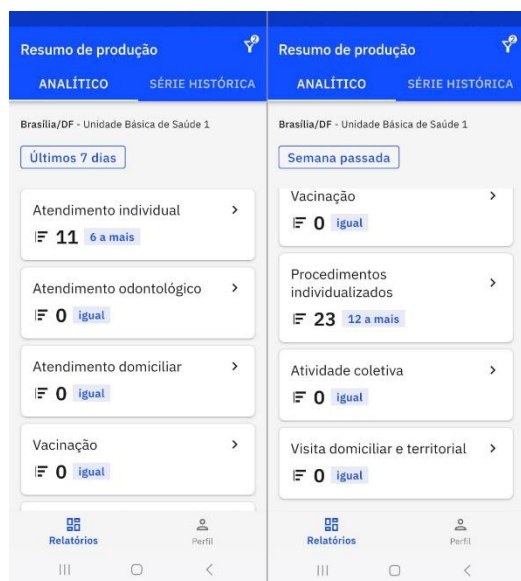 Resumo de produção
2
ANALÍTICO SÉRIE HISTÓRICA
Brasília/DF - Unidade Básica de Saúde 1
Últimos 7 dias
Atendimento individual
11 6 a mais
Atendimento odontológico
0 igual
Atendimento domiciliar
0 igual
Vacinação
0 igual
Relatórios Perfil
Resumo de produção
2
ANALÍTICO SÉRIE HISTÓRICA
Brasília/DF - Unidade Básica de Saúde 1
Semana passada
Vacinação
0 igual
Procedimentos
individualizados
23 12 a mais
Atividade coletiva
0 igual
Visita domiciliar e territorial
0 igual
Relatórios Perfil